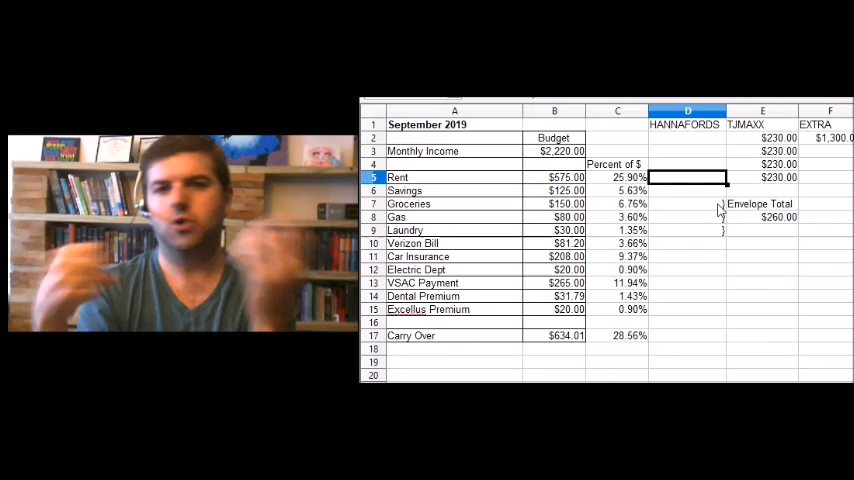 A B C D E F
1 September 2019 HANNAFORDS TJMAXX EXTRA
2 Budget $230.00 $1,300.0
3 Monthly Income $2,220.00 $230.00
4 Percent of $ $230.00
5 Rent $575.00 25.90% $230.00
6 Savings $125.00 5.63%
7 Groceries $150.00 6.76% } Envelope Total
8 Gas $80.00 3.60% } $260.00
9 Laundry $30.00 1.35% }
10 Verizon Bill $81.20 3.66%
11 Car Insurance $208.00 9.37%
12 Electric Dept $20.00 0.90%
13 VSAC Payment $265.00 11.94%
14 Dental Premium $31.79 1.43%
15 Excellus Premium $20.00 0.90%
16
17 Carry Over $634.01 28.56%
18
19
20